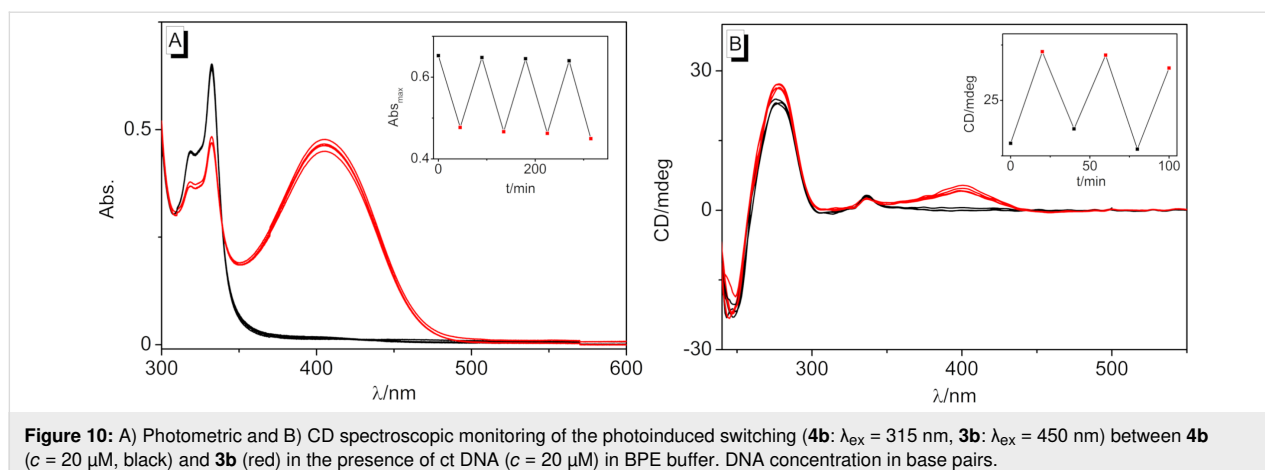 A
0.5
0
Abs.
300 400 500 600
λ/nm
0.6
0.4
Abs_max
0 200
t/min
B
30
0
-30
CD/mdeg
300 400 500
λ/nm
25
CD/mdeg
0 50 100
t/min
Figure 10: A) Photometric and B) CD spectroscopic monitoring of the photoinduced switching (4b: λex = 315 nm, 3b: λex = 450 nm) between 4b
(c = 20 μM, black) and 3b (red) in the presence of ct DNA (c = 20 μM) in BPE buffer. DNA concentration in base pairs.